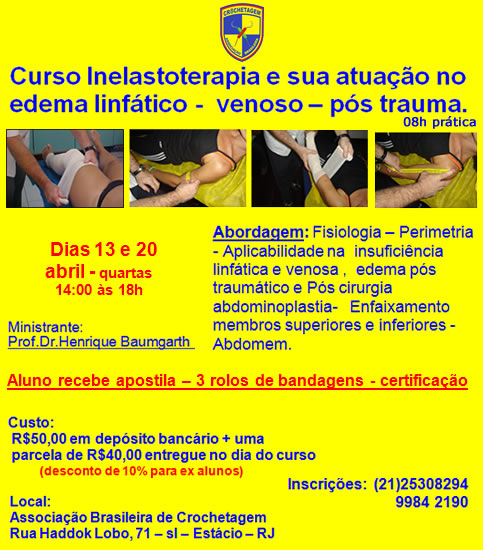 CROCHETAGEM
Curso Inelastoterapia e sua atuação no
edema linfático - venoso – pós trauma.
08h prática
Abordagem: Fisiologia – Perimetria
- Aplicabilidade na insuficiência
linfática e venosa , edema pós
traumático e Pós cirurgia
abdominoplastia- Enfaixamento
membros superiores e inferiores -
Abdomem.
Dias 13 e 20
abril - quartas
14:00 às 18h
Ministrante:
Prof.Dr.Henrique Baumgarth
Aluno recebe apostila – 3 rolos de bandagens - certificação
Custo:
R$50,00 em depósito bancário + uma
parcela de R$40,00 entregue no dia do curso
(desconto de 10% para ex alunos)
Inscrições: (21)25308294
9984 2190
Local:
Associação Brasileira de Crochetagem
Rua Haddok Lobo, 71 – sl – Estácio – RJ